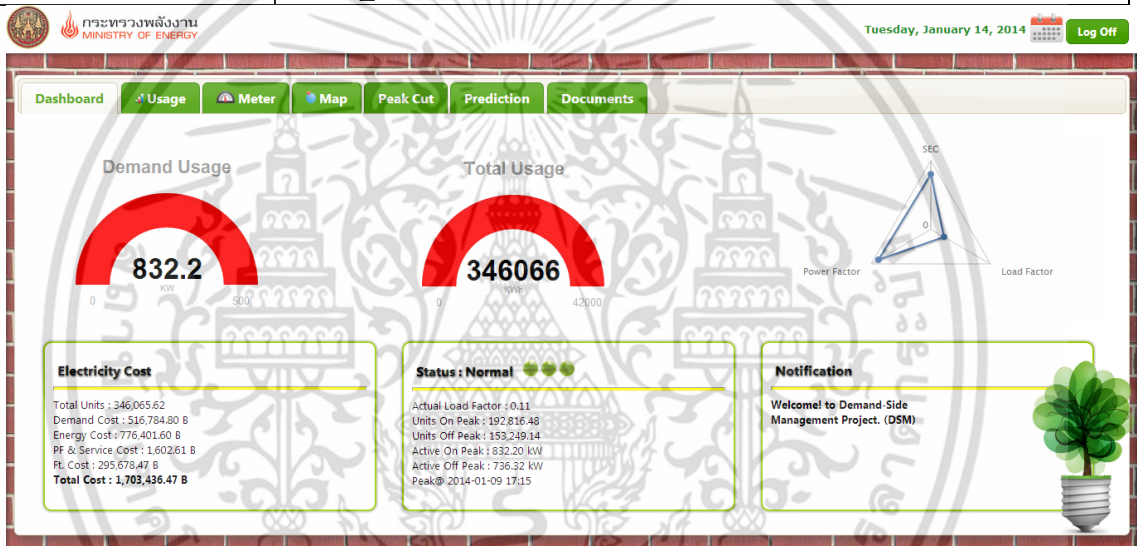 กระทรวงพลังงาน
MINISTRY OF ENERGY
Tuesday, January 14, 2014
Log Off
Dashboard Usage Meter Map Peak Cut Prediction Documents
Demand Usage
832.2
KW
0 500
Total Usage
346066
KWh
0 42000
SEC
0
Power Factor
Load Factor
Electricity Cost
Total Units : 346,065.62
Demand Cost : 516,784.80 B
Energy Cost : 776,401.60 B
PF & Service Cost : 1,602.61 B
Ft. Cost : 295,678.47 B
Total Cost : 1,703,436.47 B
Status : Normal
Actual Load Factor : 0.11
Units On Peak : 192,816.48
Units Off Peak : 153,249.14
Active On Peak : 832.20 kW
Active Off Peak : 736.32 kW
Peak@ 2014-01-09 17:15
Notification
Welcome! to Demand-Side
Management Project. (DSM)